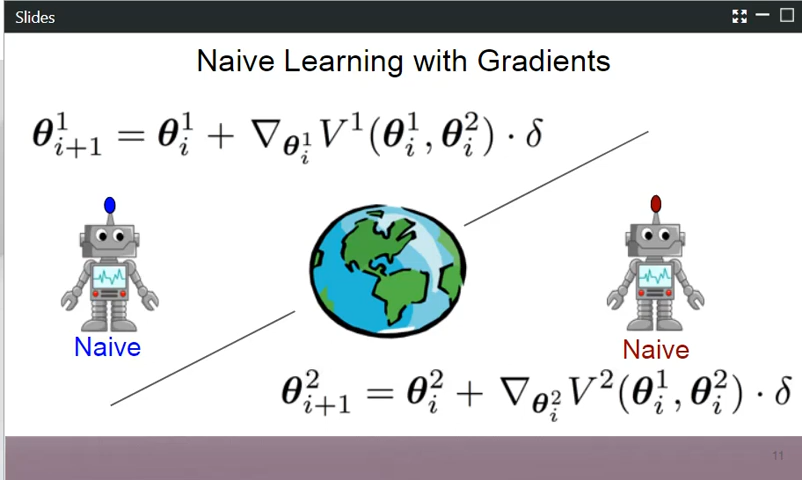 Slides
Naive Learning with Gradients
θ¹ᵢ₊₁ = θ¹ᵢ + ∇_θ¹ᵢ V¹(θ¹ᵢ, θ²ᵢ) · δ
Naive
Naive
θ²ᵢ₊₁ = θ²ᵢ + ∇_θ²ᵢ V²(θ¹ᵢ, θ²ᵢ) · δ
11